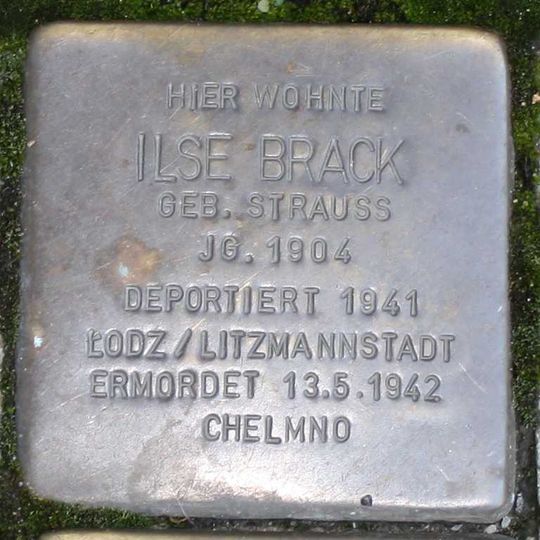 HIER WOHNTE
ILSE BRACK
GEB. STRAUSS
JG. 1904
DEPORTIERT 1941
ŁODZ/LITZMANNSTADT
ERMORDET 13.5.1942
CHELMNO